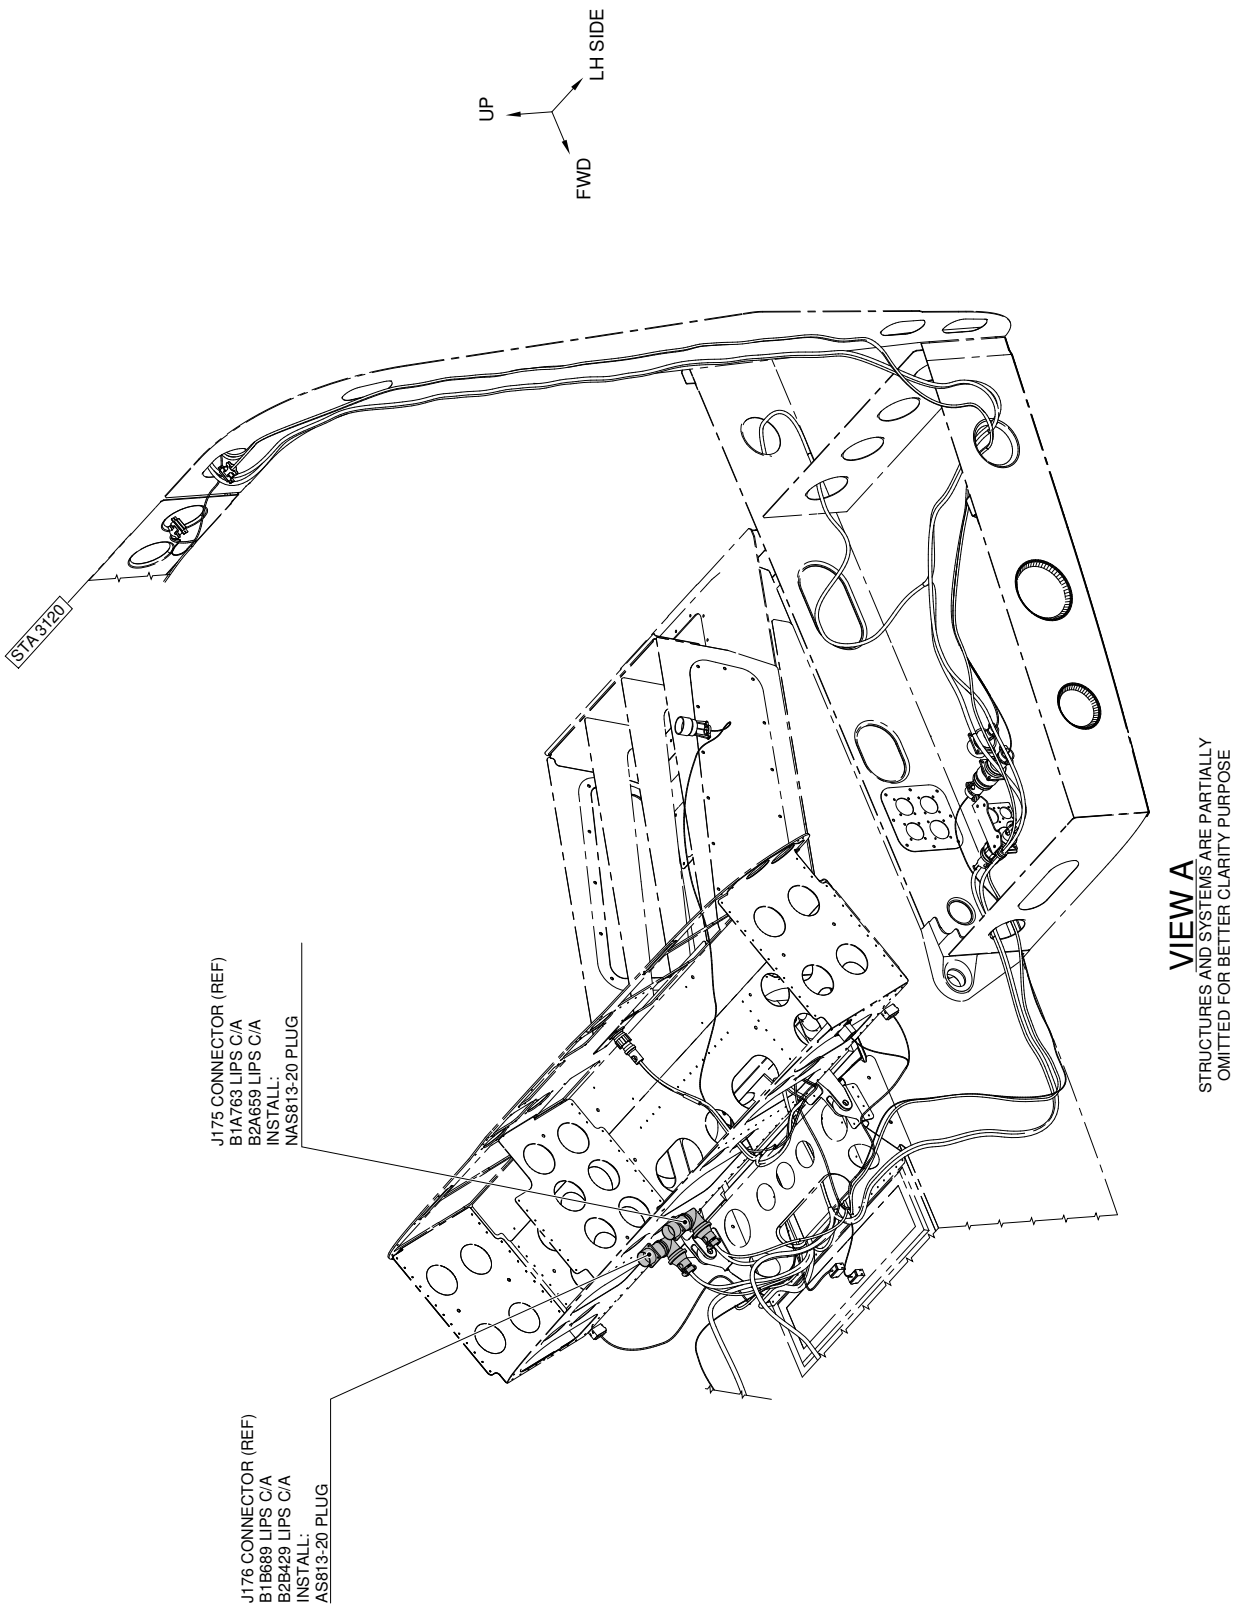 J176 CONNECTOR (REF)
B1B689 LIPS C/A
B2B429 LIPS C/A
INSTALL:
AS813-20 PLUG
J175 CONNECTOR (REF)
B1A763 LIPS C/A
B2A659 LIPS C/A
INSTALL:
NAS813-20 PLUG
STA 3120
UP
FWD
LH SIDE
VIEW A
STRUCTURES AND SYSTEMS ARE PARTIALLY
OMITTED FOR BETTER CLARITY PURPOSE